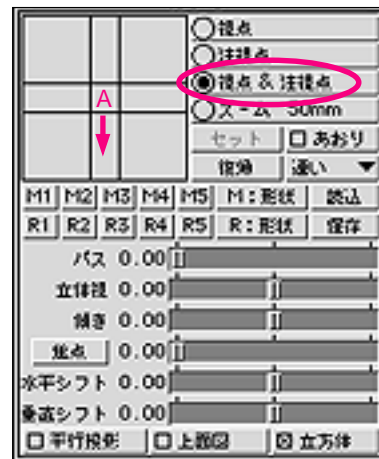 視点
注視点
視点 & 注視点
A
ズーム 50mm
セット
あおり
復帰
速い
M1 M2 M3 M4 M5 M：形状 読込
R1 R2 R3 R4 R5 R：形状 保存
パス 0.00
立体視 0.00
傾き 0.00
焦点 0.00
水平シフト 0.00
垂直シフト 0.00
平行投影 上面図 立方体